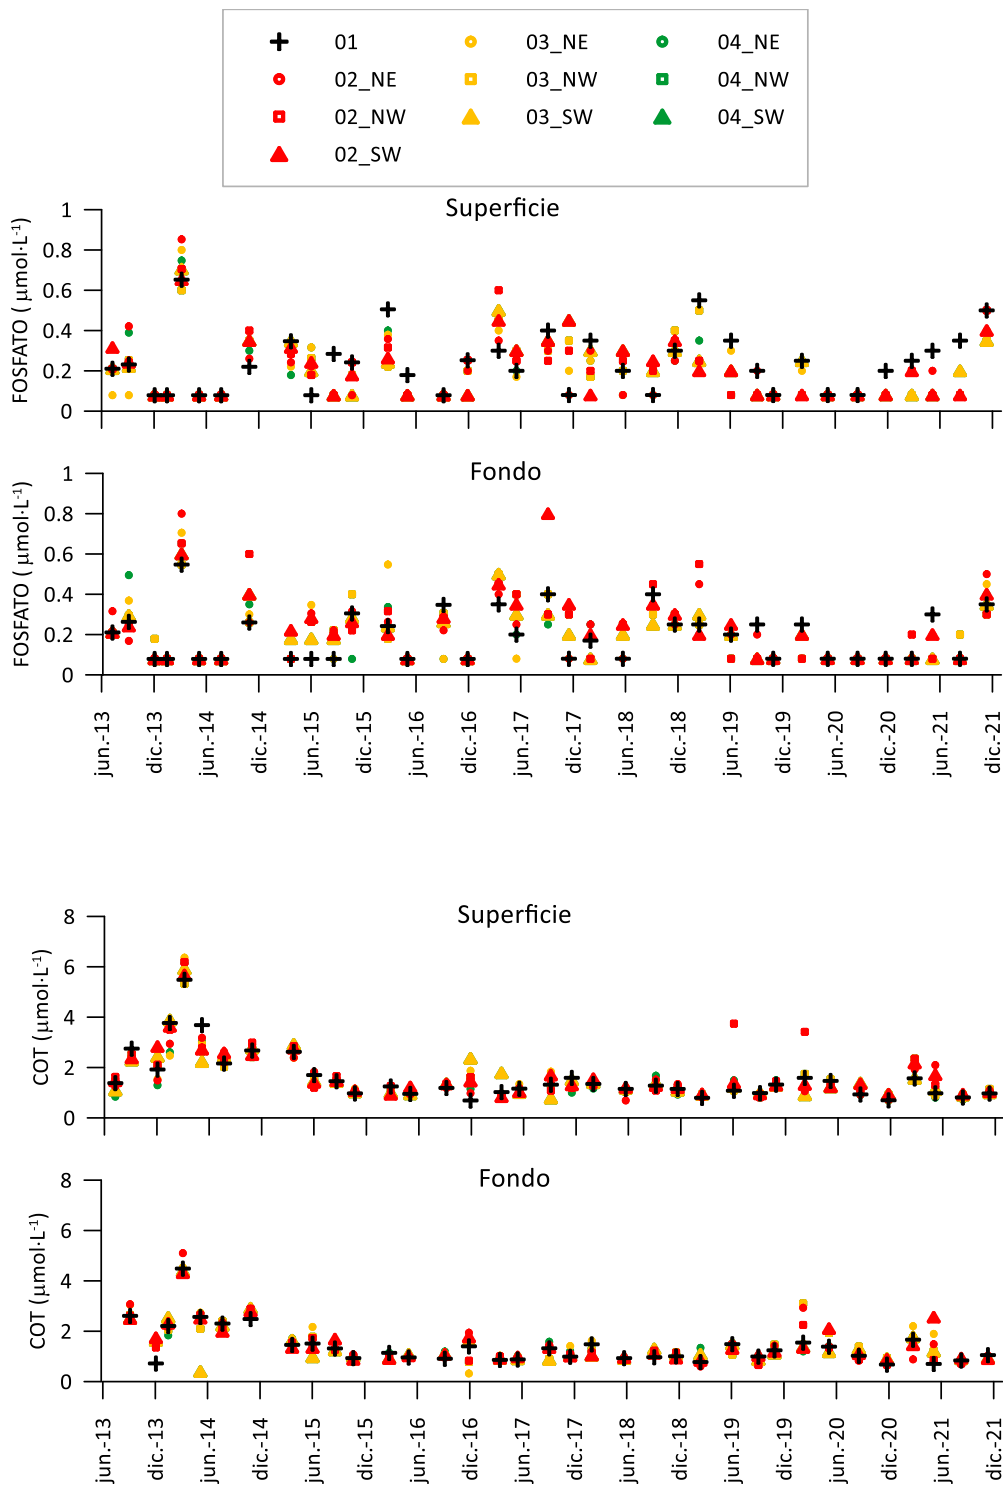 01 03_NE 04_NE
02_NE 03_NW 04_NW
02_NW 03_SW 04_SW
02_SW
Superficie
FOSFATO ( µmol·L⁻¹)
1
0.8
0.6
0.4
0.2
0
Fondo
FOSFATO ( µmol·L⁻¹)
1
0.8
0.6
0.4
0.2
0
jun.-13 dic.-13 jun.-14 dic.-14 jun.-15 dic.-15 jun.-16 dic.-16 jun.-17 dic.-17 jun.-18 dic.-18 jun.-19 dic.-19 jun.-20 dic.-20 jun.-21 dic.-21
Superficie
COT (µmol·L⁻¹)
8
6
4
2
0
Fondo
COT (µmol·L⁻¹)
8
6
4
2
0
jun.-13 dic.-13 jun.-14 dic.-14 jun.-15 dic.-15 jun.-16 dic.-16 jun.-17 dic.-17 jun.-18 dic.-18 jun.-19 dic.-19 jun.-20 dic.-20 jun.-21 dic.-21